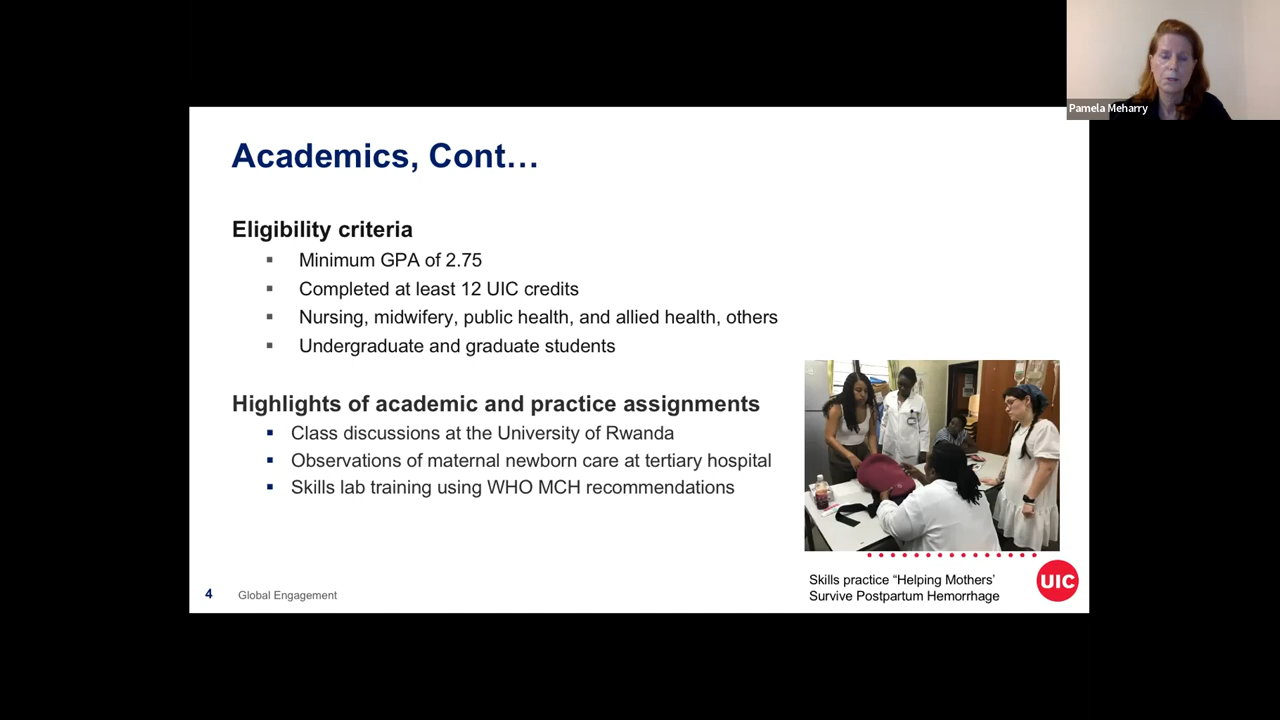 Pamela Meharry
Academics, Cont…
Eligibility criteria
▪ Minimum GPA of 2.75
▪ Completed at least 12 UIC credits
▪ Nursing, midwifery, public health, and allied health, others
▪ Undergraduate and graduate students
Highlights of academic and practice assignments
▪ Class discussions at the University of Rwanda
▪ Observations of maternal newborn care at tertiary hospital
▪ Skills lab training using WHO MCH recommendations
Skills practice “Helping Mothers’
Survive Postpartum Hemorrhage
UIC
4 Global Engagement